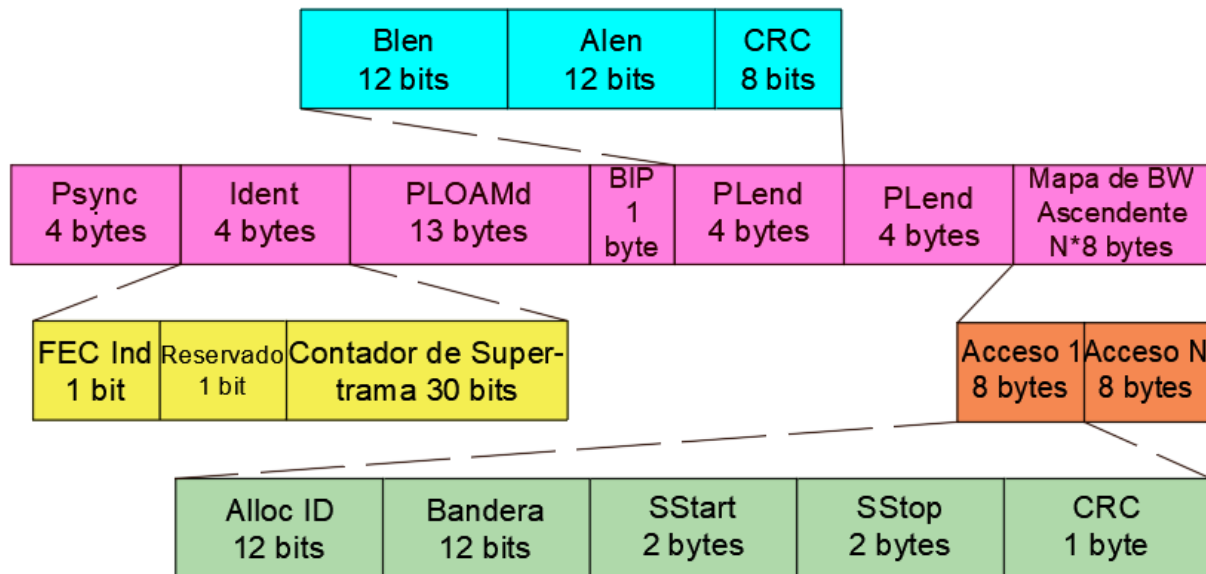 Blen
12 bits
Alen
12 bits
CRC
8 bits
Psync
4 bytes
Ident
4 bytes
PLOAMd
13 bytes
BIP
1
byte
PLend
4 bytes
PLend
4 bytes
Mapa de BW
Ascendente
N*8 bytes
FEC Ind
1 bit
Reservado
1 bit
Contador de Super-
trama 30 bits
Acceso 1
8 bytes
Acceso N
8 bytes
Alloc ID
12 bits
Bandera
12 bits
SStart
2 bytes
SStop
2 bytes
CRC
1 byte